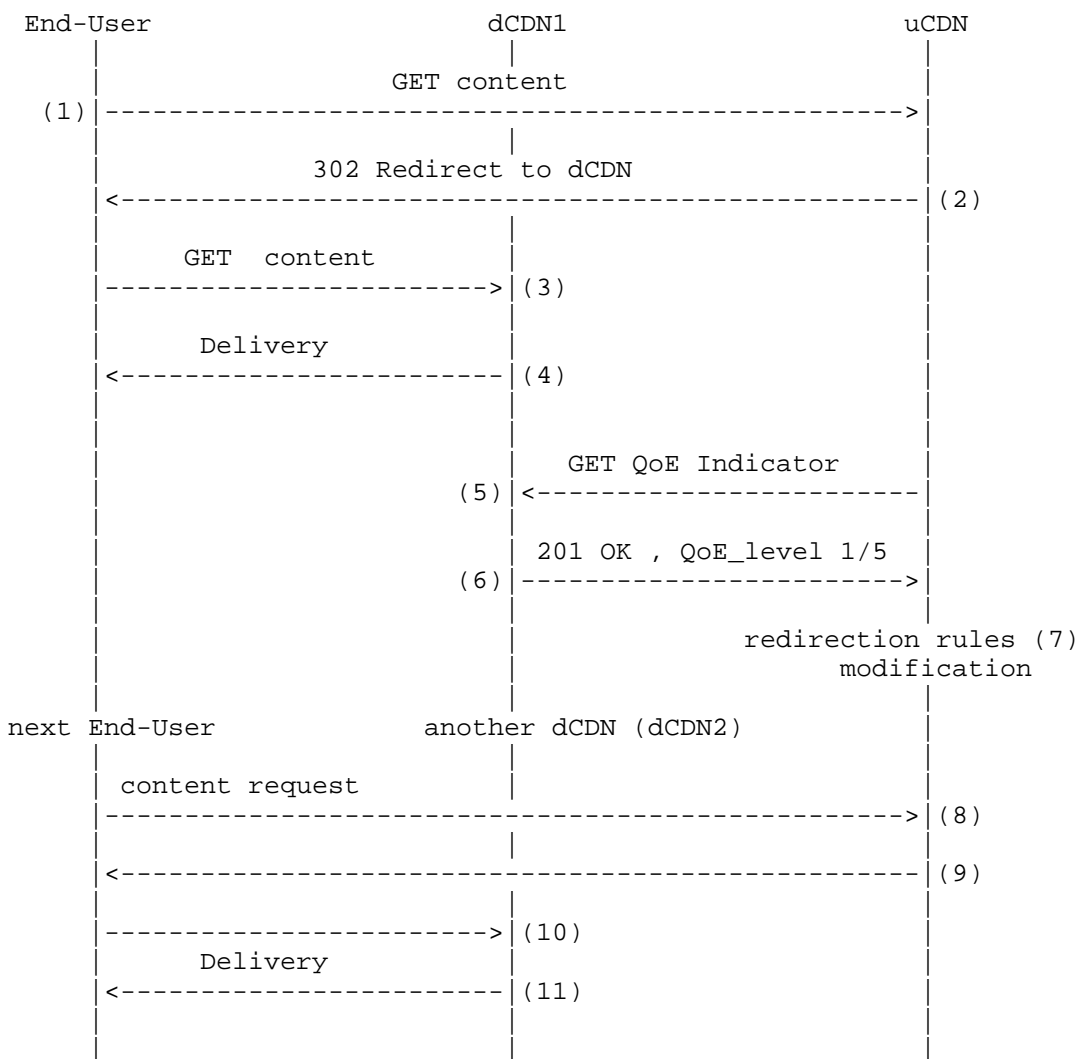 End-User dCDN1 uCDN
GET content
(1)
302 Redirect to dCDN
(2)
GET content
(3)
Delivery
(4)
GET QoE Indicator
(5)
201 OK , QoE_level 1/5
(6)
redirection rules (7)
modification
next End-User another dCDN (dCDN2)
content request
(8)
(9)
(10)
Delivery
(11)